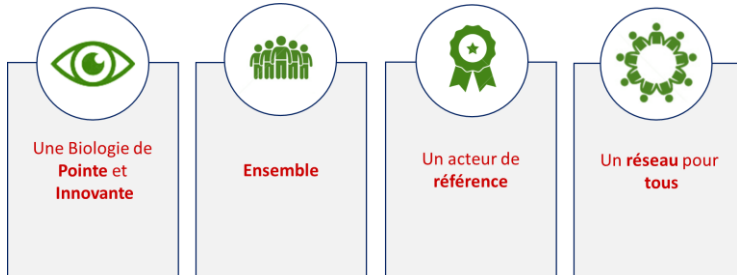 Une Biologie de
Pointe et
Innovante
Ensemble
Un acteur de
référence
Un réseau pour
tous